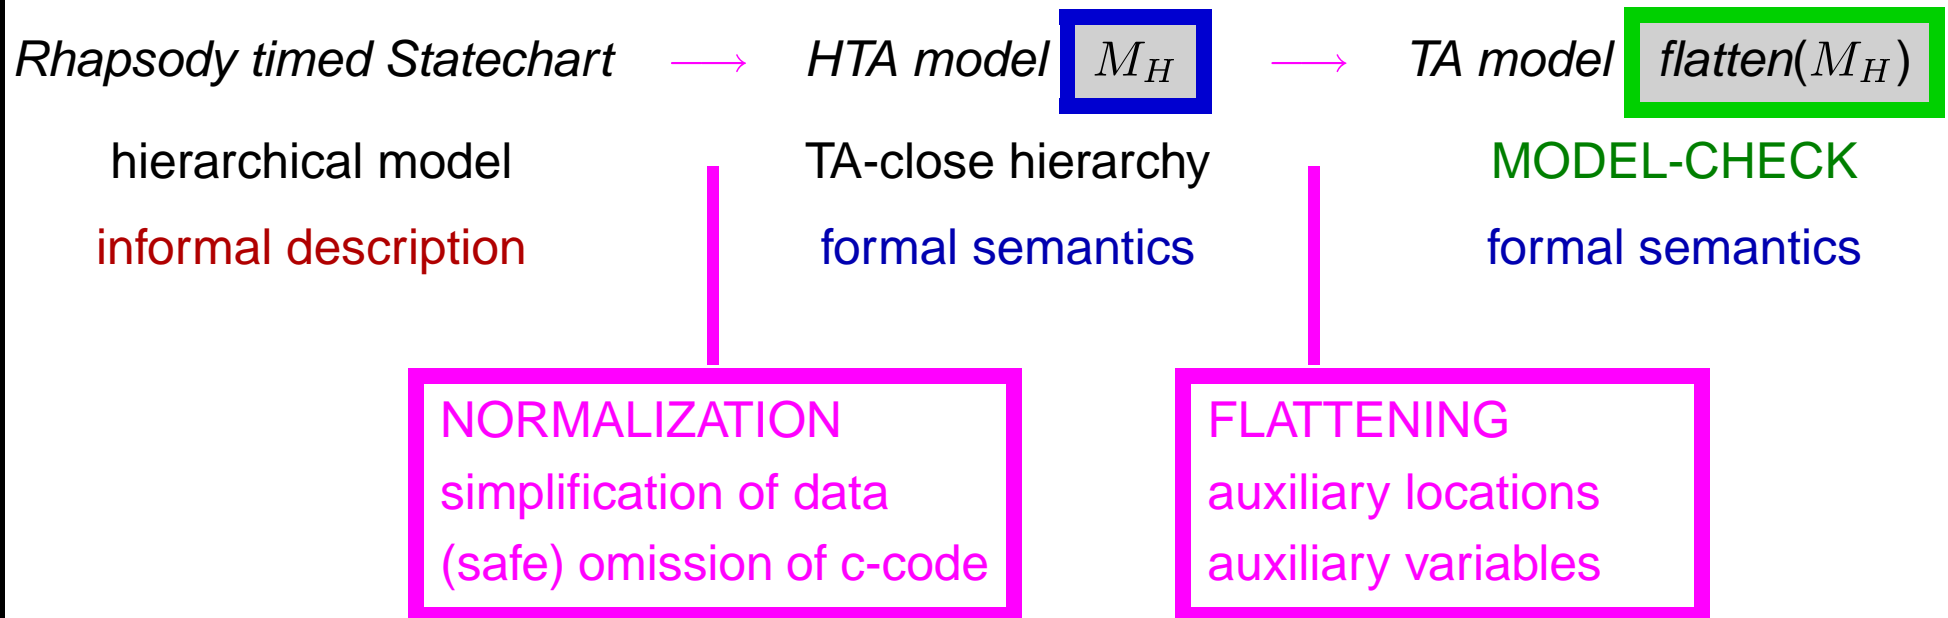 Rhapsody timed Statechart ⟶ HTA model M_H ⟶ TA model flatten(M_H)
hierarchical model TA-close hierarchy MODEL-CHECK
informal description formal semantics formal semantics
NORMALIZATION
simplification of data
(safe) omission of c-code
FLATTENING
auxiliary locations
auxiliary variables